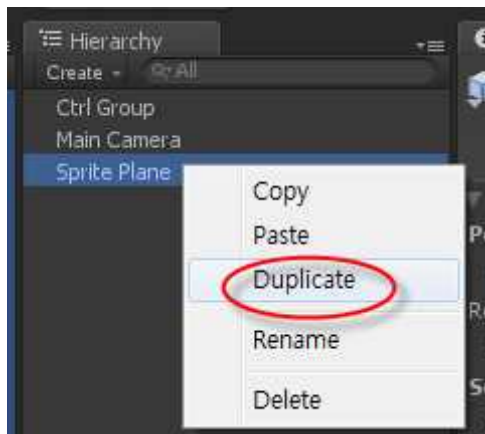 Hierarchy
Create
All
Ctrl Group
Main Camera
Sprite Plane
Copy
Paste
Duplicate
Rename
Delete